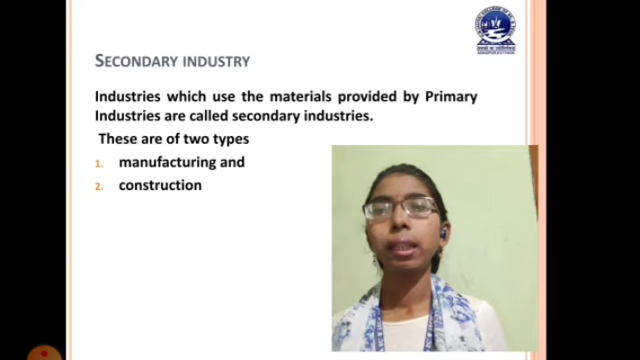 SECONDARY INDUSTRY
Industries which use the materials provided by Primary
Industries are called secondary industries.
These are of two types
1. manufacturing and
2. construction